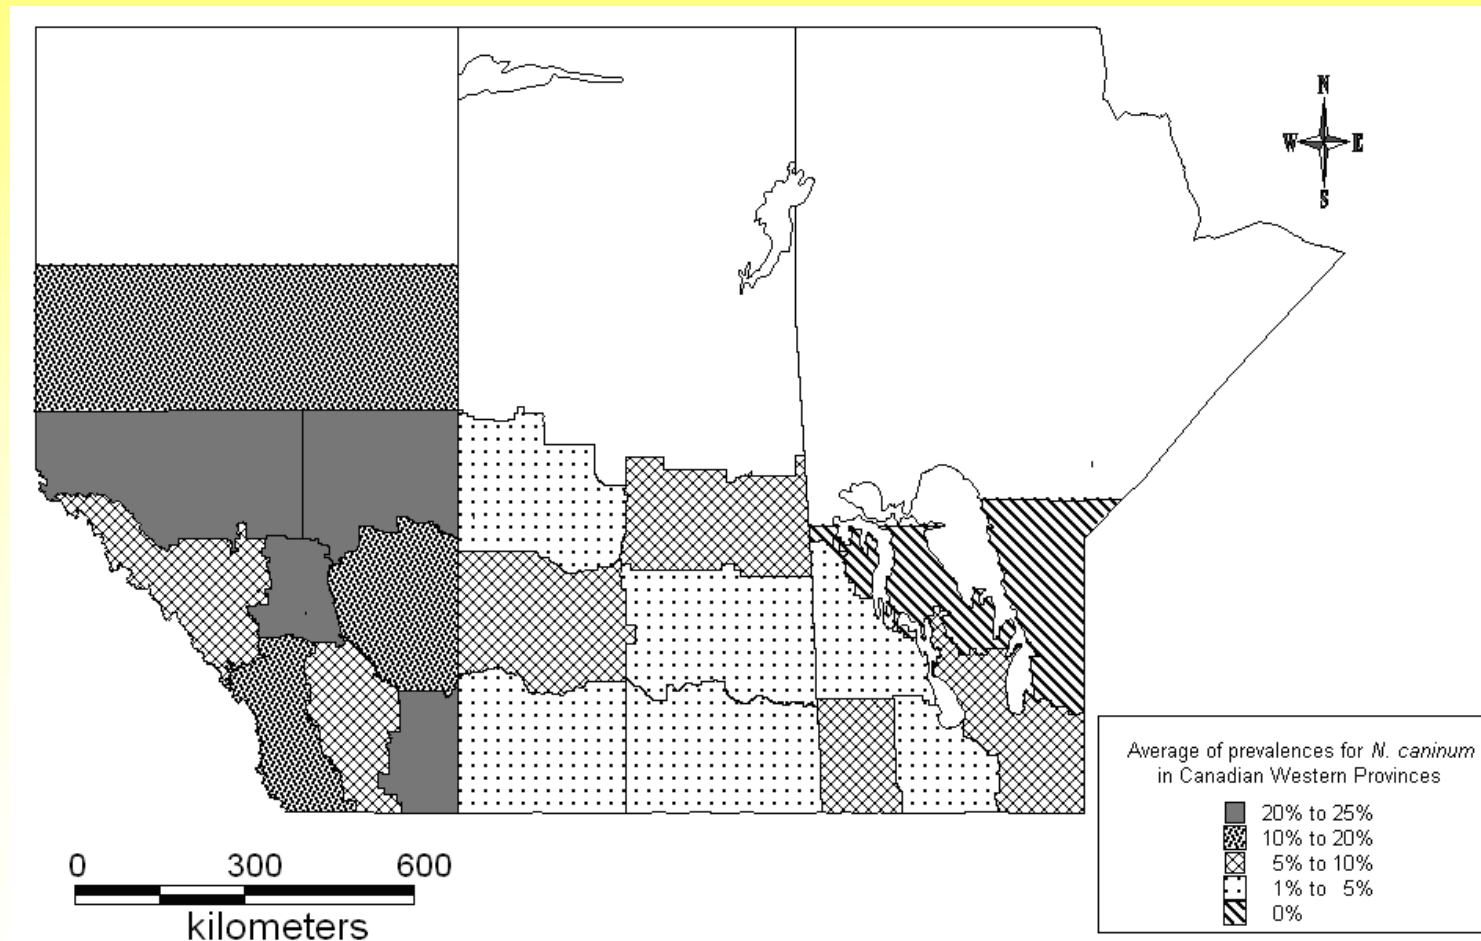 N
W E
S
Average of prevalences for N. caninum
in Canadian Western Provinces
20% to 25%
10% to 20%
5% to 10%
1% to 5%
0%
0 300 600
kilometers